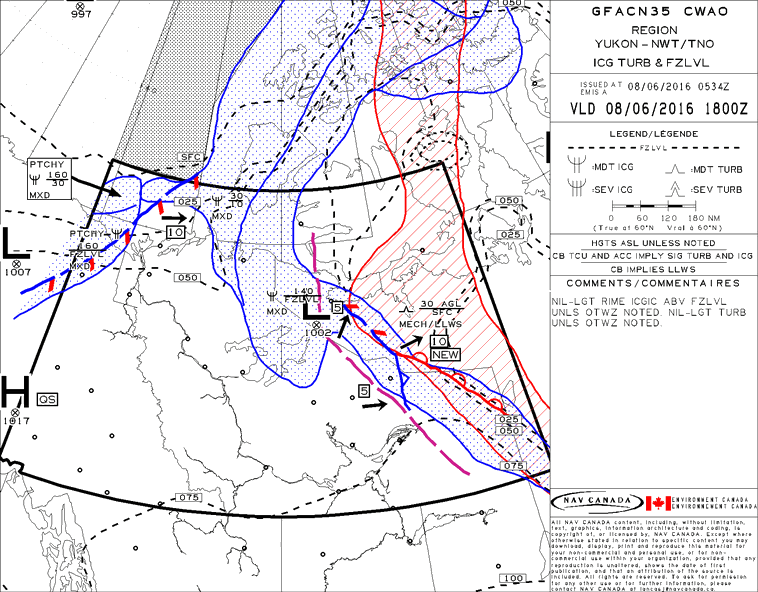 997
GFACN35 CWAO
REGION
YUKON - NWT/TNO
ICG TURB & FZLVL
ISSUED AT 08/06/2016 0534Z
EMIS A
VLD 08/06/2016 1800Z
LEGEND/LÉGENDE
FZLVL
:MDT ICG
:MDT TURB
:SEV ICG
:SEV TURB
0 60 120 180 NM
(True at 60°N Vrai à 60°N)
HGTS ASL UNLESS NOTED
CB TCU AND ACC IMPLY SIG TURB AND ICG
CB IMPLIES LLWS
COMMENTS/COMMENTAIRES
NIL-LGT RIME ICGIC ABV FZLVL
UNLS OTWZ NOTED. NIL-LGT TURB
UNLS OTWZ NOTED.
NAV CANADA
ENVIRONMENT CANADA
ENVIRONNEMENT CANADA
All NAV CANADA content, including, without limitation,
text, graphics, information architecture and coding, is
copyright of, or licensed by, NAV CANADA. Except where
otherwise stated in relation to specific content you may
download, display, print and reproduce this material for
your non-commercial and personal use, or for non-
commercial use within your organization, provided that any
reproduction is unaltered, shows the date of first
publication, and that an attribution of the source is
included. All rights are reserved. To ask for permission
for any other use or for further information, please
contact NAV CANADA at lancasj@navcanada.ca.
SFC
PTCHY
160
30
MXD
025
30
10
MXD
10
PTCHY
160
FZLVL
MXD
L
1007
050
050
025
140
FZLVL
MXD
5
L
1002
30 AGL
SFC
MECH/LLWS
10
NEW
5
H
1017
QS
025
050
075
075
100